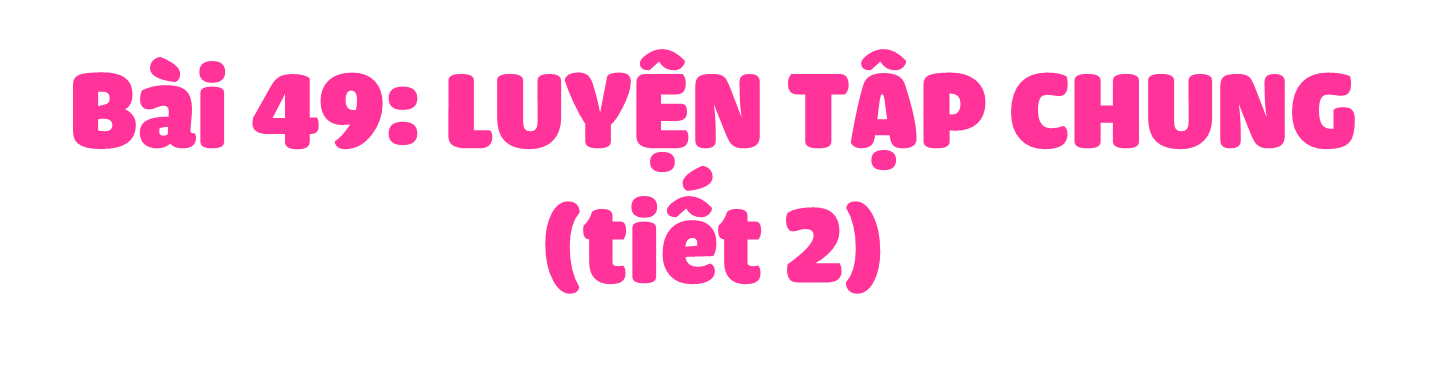 Bài 49: LUYỆN TẬP CHUNG
(tiết 2)